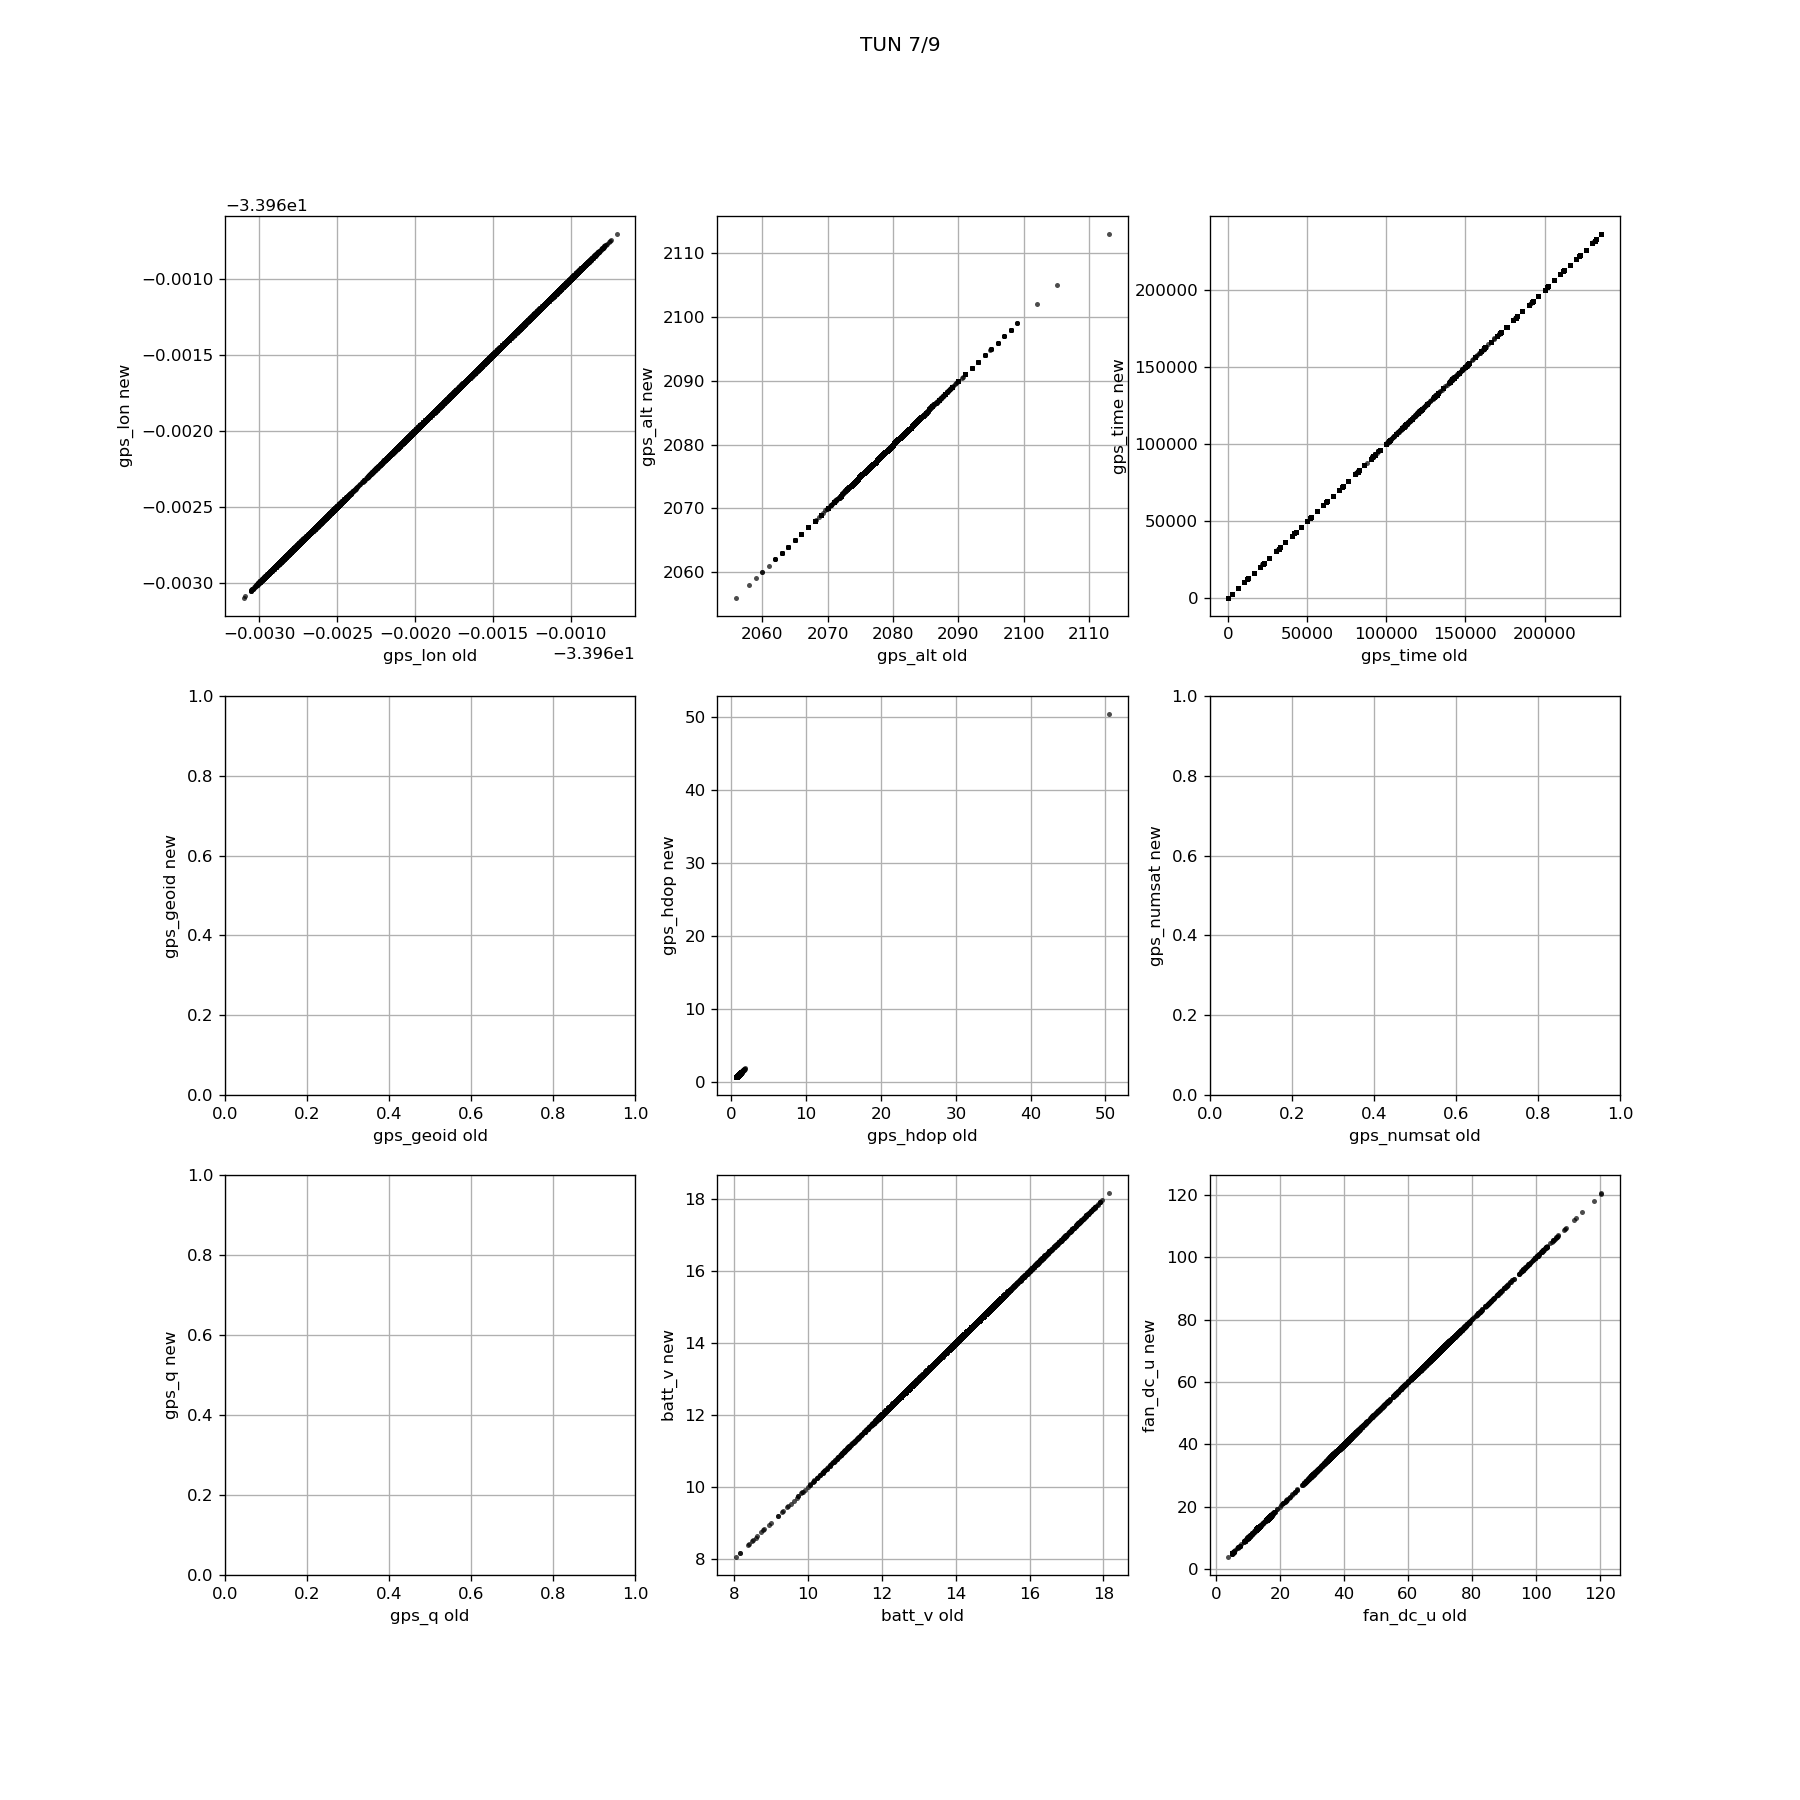 TUN 7/9
−3.396e1
−0.0010
−0.0015
−0.0020
−0.0025
−0.0030
gps_lon new
−0.0030 −0.0025 −0.0020 −0.0015 −0.0010
gps_lon old
−3.396e1
2110
2100
2090
2080
2070
2060
gps_alt new
2060 2070 2080 2090 2100 2110
gps_alt old
200000
150000
100000
50000
0
gps_time new
0 50000 100000 150000 200000
gps_time old
1.0
0.8
0.6
0.4
0.2
0.0
gps_geoid new
0.0 0.2 0.4 0.6 0.8 1.0
gps_geoid old
50
40
30
20
10
0
gps_hdop new
0 10 20 30 40 50
gps_hdop old
1.0
0.8
0.6
0.4
0.2
0.0
gps_numsat new
0.0 0.2 0.4 0.6 0.8 1.0
gps_numsat old
1.0
0.8
0.6
0.4
0.2
0.0
gps_q new
0.0 0.2 0.4 0.6 0.8 1.0
gps_q old
18
16
14
12
10
8
batt_v new
8 10 12 14 16 18
batt_v old
120
100
80
60
40
20
0
fan_dc_u new
0 20 40 60 80 100 120
fan_dc_u old